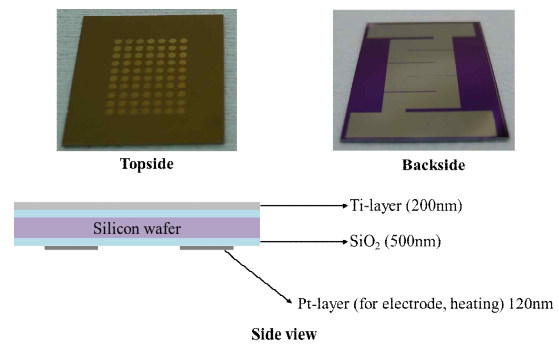 Topside
Backside
Ti-layer (200nm)
Silicon wafer
SiO₂ (500nm)
Pt-layer (for electrode, heating) 120nm
Side view